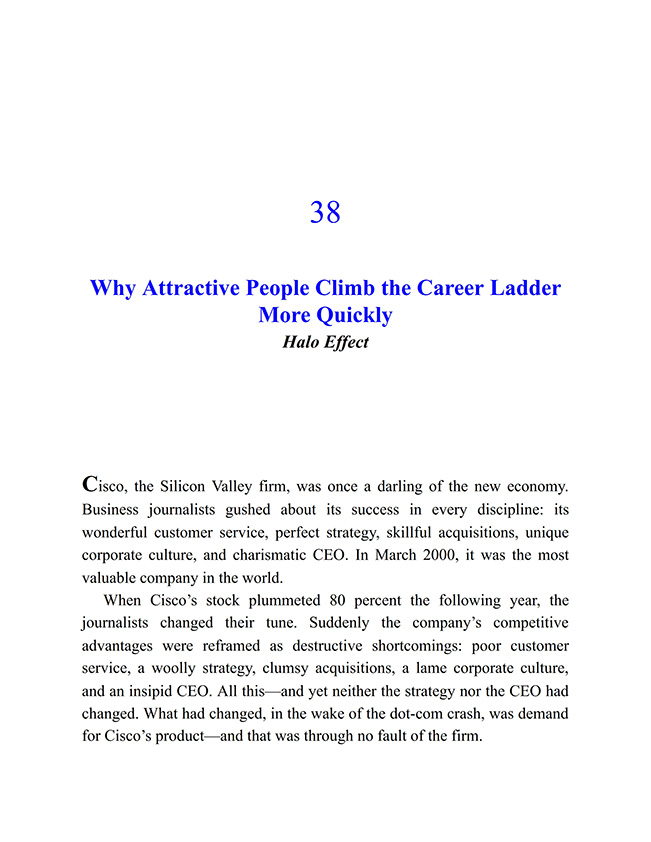 38
Why Attractive People Climb the Career Ladder
More Quickly
Halo Effect
Cisco, the Silicon Valley firm, was once a darling of the new economy.
Business journalists gushed about its success in every discipline: its
wonderful customer service, perfect strategy, skillful acquisitions, unique
corporate culture, and charismatic CEO. In March 2000, it was the most
valuable company in the world.
When Cisco’s stock plummeted 80 percent the following year, the
journalists changed their tune. Suddenly the company’s competitive
advantages were reframed as destructive shortcomings: poor customer
service, a woolly strategy, clumsy acquisitions, a lame corporate culture,
and an insipid CEO. All this—and yet neither the strategy nor the CEO had
changed. What had changed, in the wake of the dot-com crash, was demand
for Cisco’s product—and that was through no fault of the firm.